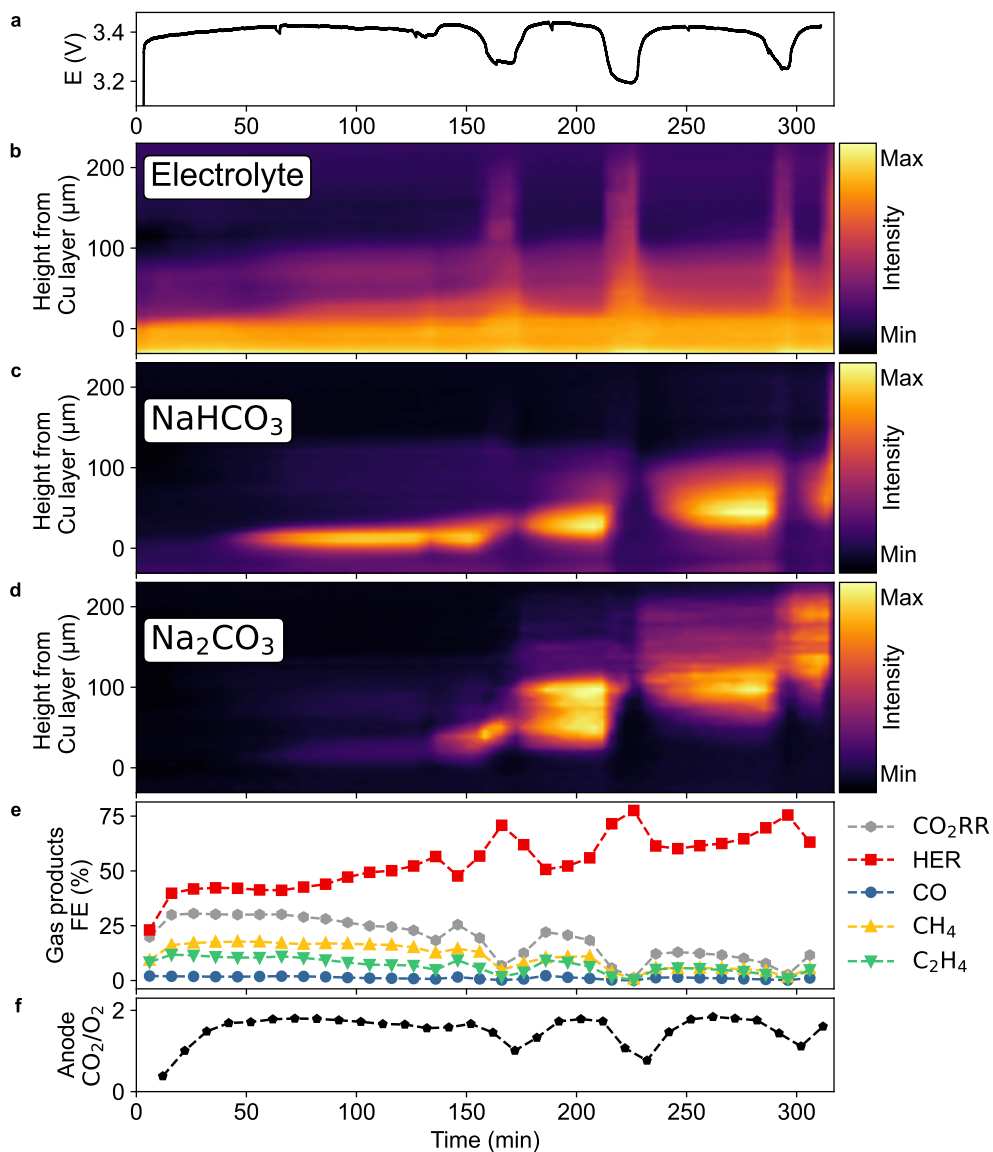 a
3.4
3.2
E (V)
0 50 100 150 200 250 300
b
Electrolyte
200
100
0
Height from
Cu layer (μm)
Max
Intensity
Min
c
NaHCO₃
200
100
0
Height from
Cu layer (μm)
Max
Intensity
Min
d
Na₂CO₃
200
100
0
Height from
Cu layer (μm)
Max
Intensity
Min
e
75
50
25
0
Gas products
FE (%)
CO₂RR
HER
CO
CH₄
C₂H₄
f
2
0
Anode
CO₂/O₂
0 50 100 150 200 250 300
Time (min)